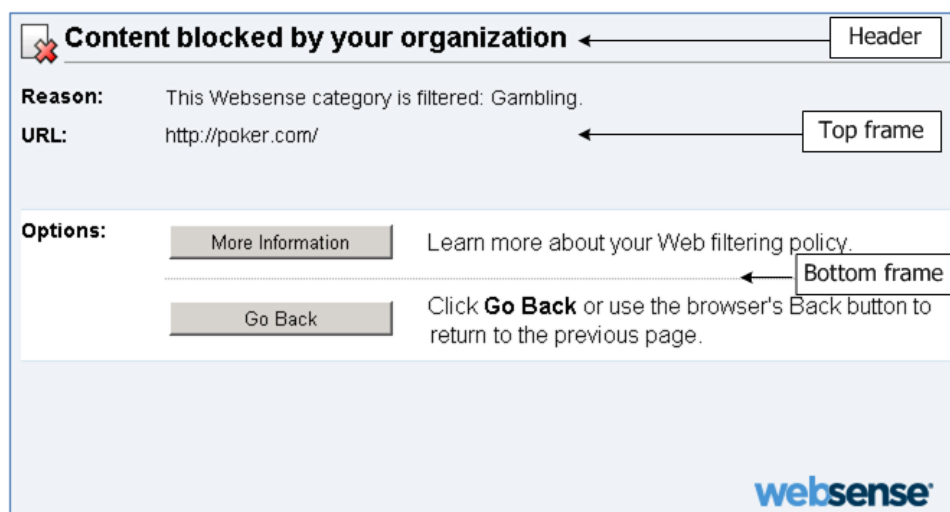 Content blocked by your organization
Header
Reason:
This Websense category is filtered: Gambling.
URL:
http://poker.com/
Top frame
Options:
More Information
Learn more about your Web filtering policy.
Bottom frame
Go Back
Click Go Back or use the browser's Back button to
return to the previous page.
websense